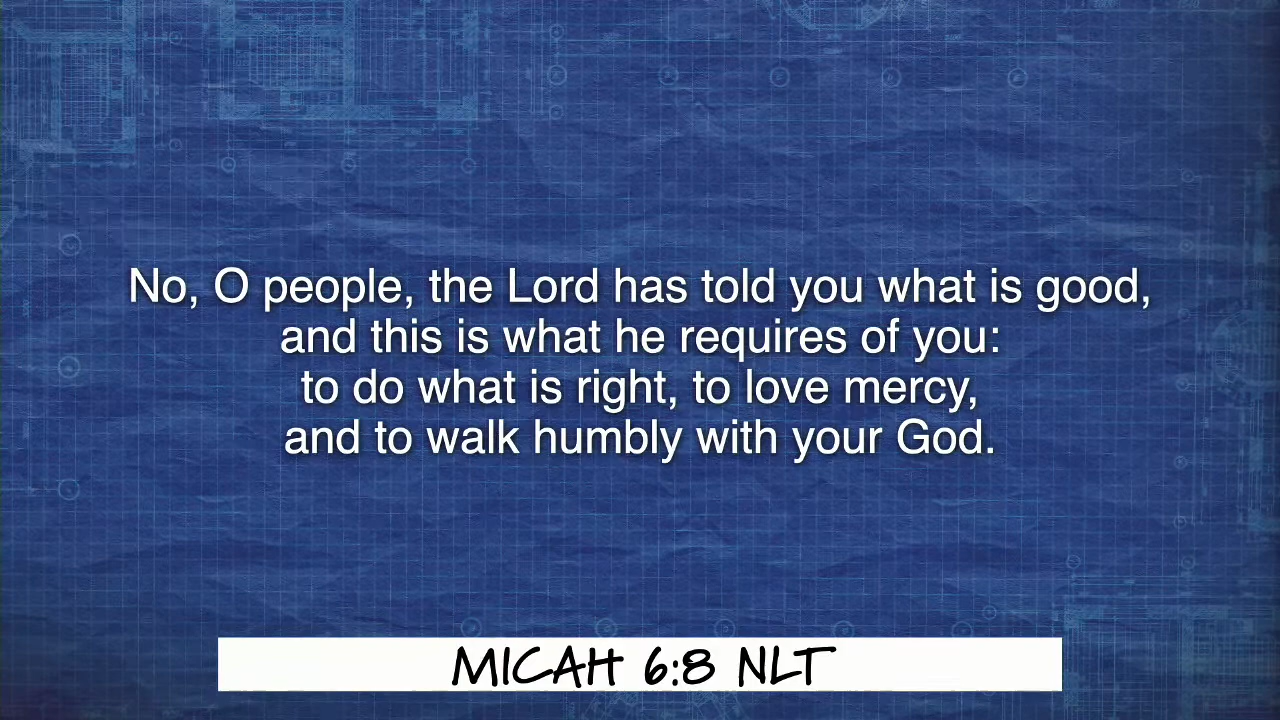 No, O people, the Lord has told you what is good,
and this is what he requires of you:
to do what is right, to love mercy,
and to walk humbly with your God.
MICAH 6:8 NLT